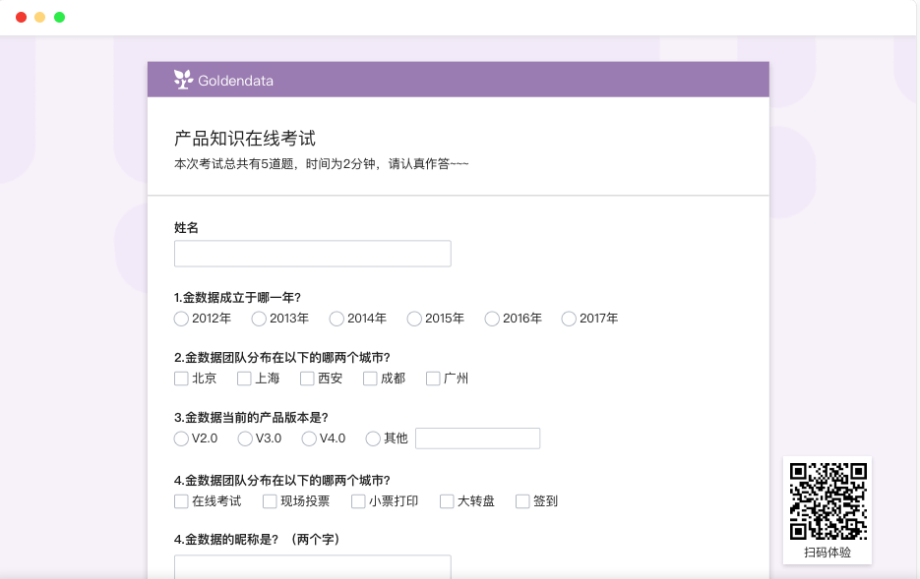 Goldendata
产品知识在线考试
本次考试总共有5道题，时间为2分钟，请认真作答~~~
姓名
1.金数据成立于哪一年?
2012年 2013年 2014年 2015年 2016年 2017年
2.金数据团队分布在以下的哪两个城市?
北京 上海 西安 成都 广州
3.金数据当前的产品版本是?
V2.0 V3.0 V4.0 其他
4.金数据团队分布在以下的哪两个城市?
在线考试 现场投票 小票打印 大转盘 签到
4.金数据的昵称是? （两个字）
扫码体验